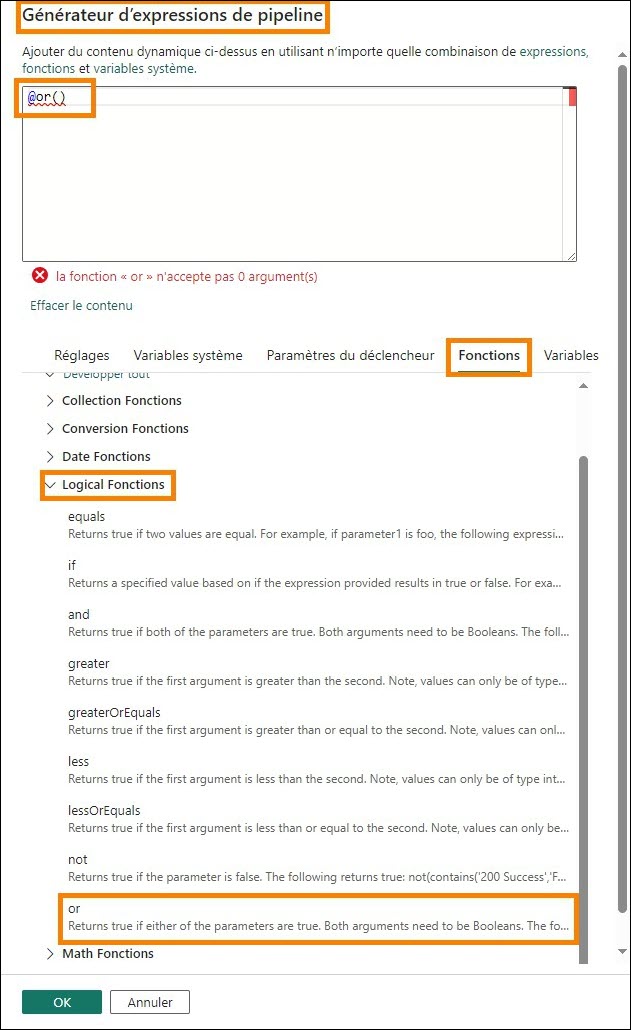 Générateur d’expressions de pipeline
Ajouter du contenu dynamique ci-dessus en utilisant n’importe quelle combinaison de expressions,
fonctions et variables système.
@or()
la fonction « or » n'accepte pas 0 argument(s)
Effacer le contenu
Réglages Variables système Paramètres du déclencheur Fonctions Variables
Développer tout
Collection Fonctions
Conversion Fonctions
Date Fonctions
Logical Fonctions
equals
Returns true if two values are equal. For example, if parameter1 is foo, the following expressi...
if
Returns a specified value based on if the expression provided results in true or false. For exa...
and
Returns true if both of the parameters are true. Both arguments need to be Booleans. The foll...
greater
Returns true if the first argument is greater than the second. Note, values can only be of type...
greaterOrEquals
Returns true if the first argument is greater than or equal to the second. Note, values can onl...
less
Returns true if the first argument is less than the second. Note, values can only be of type int...
lessOrEquals
Returns true if the first argument is less than or equal to the second. Note, values can only be...
not
Returns true if the parameter is false. The following returns true: not(contains('200 Success','F...
or
Returns true if either of the parameters are true. Both arguments need to be Booleans. The fo...
Math Fonctions
OK Annuler